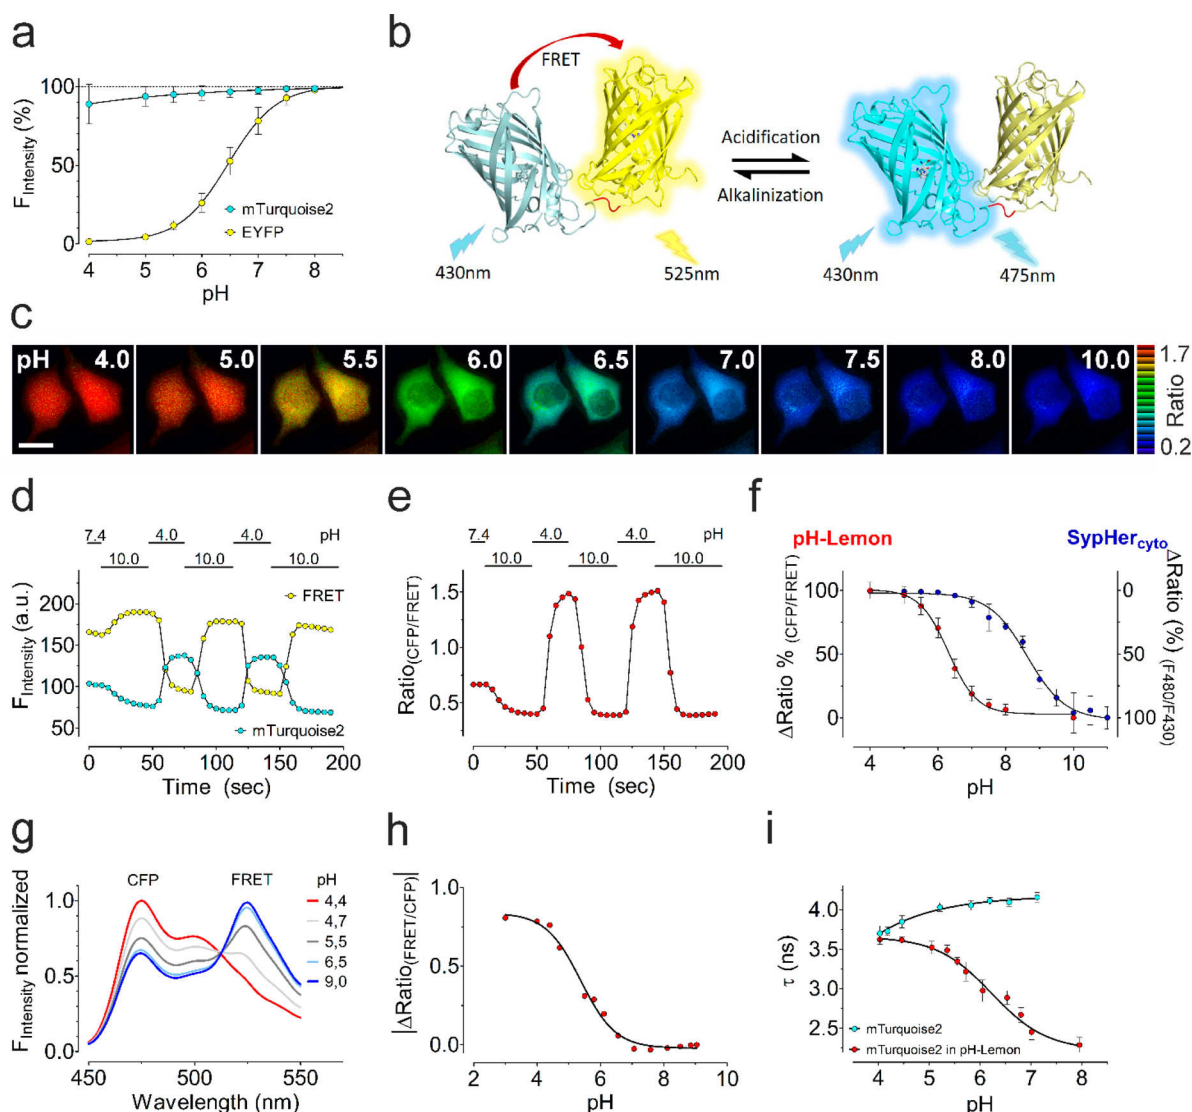 a
F Intensity (%)
100
50
0
mTurquoise2
EYFP
4 5 6 7 8
pH
b
FRET
Acidification
Alkalinization
430nm
525nm
430nm
475nm
c
pH 4.0 5.0 5.5 6.0 6.5 7.0 7.5 8.0 10.0
1.7
Ratio
0.2
d
7.4 4.0 4.0 pH
10.0 10.0 10.0
F Intensity (a.u.)
200
150
100
50
FRET
mTurquoise2
0 50 100 150 200
Time (sec)
e
7.4 4.0 4.0 pH
10.0 10.0 10.0
Ratio (CFP/FRET)
1.5
1.0
0.5
0 50 100 150 200
Time (sec)
f
pH-Lemon
SypHer cyto
ΔRatio % (CFP/FRET)
100
50
0
ΔRatio (%) (F480/F430)
0
50
100
4 6 8 10
pH
g
F Intensity normalized
CFP
FRET
pH
4,4
4,7
5,5
6,5
9,0
1.0
0.5
0.0
450 500 550
Wavelength (nm)
h
|ΔRatio (FRET/CFP)|
1.0
0.8
0.6
0.4
0.2
0.0
2 4 6 8 10
pH
i
τ (ns)
4.0
3.5
3.0
2.5
mTurquoise2
mTurquoise2 in pH-Lemon
4 5 6 7 8
pH